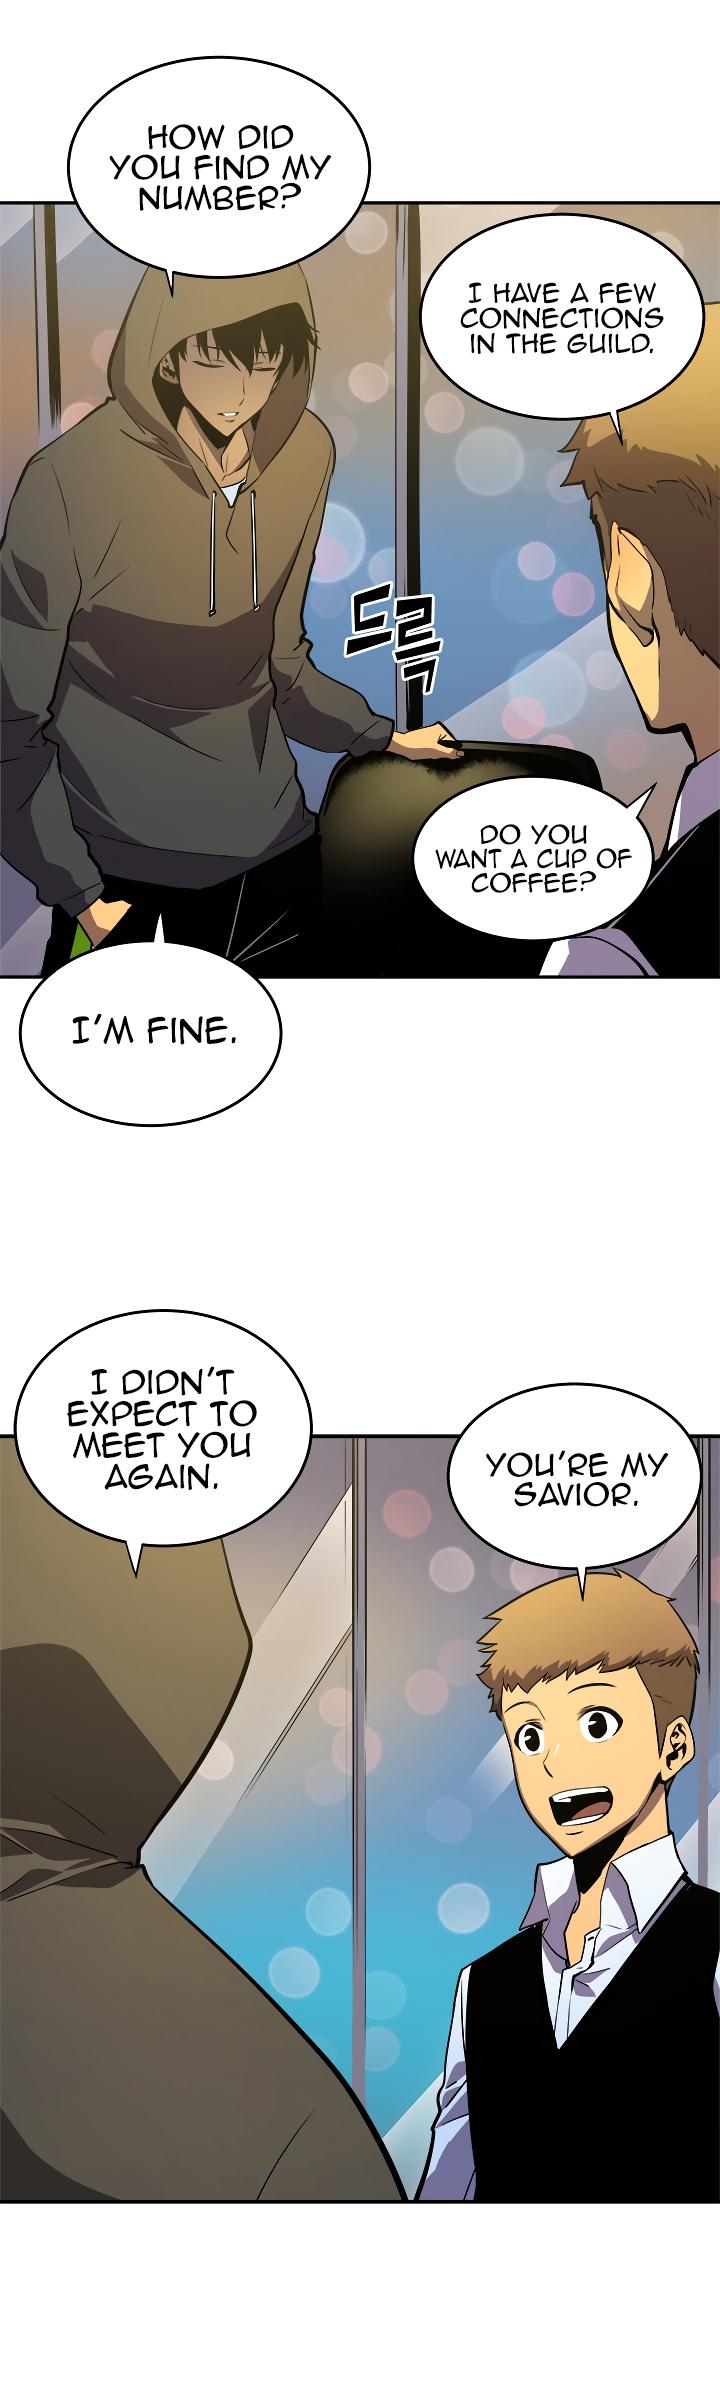 HOW DID
YOU FIND MY
NUMBER?
I HAVE A FEW
CONNECTIONS
IN THE GUILD.
드륵
DO YOU
WANT A CUP OF
COFFEE?
I'M FINE.
I DIDN'T
EXPECT TO
MEET YOU
AGAIN.
YOU'RE MY
SAVIOR.